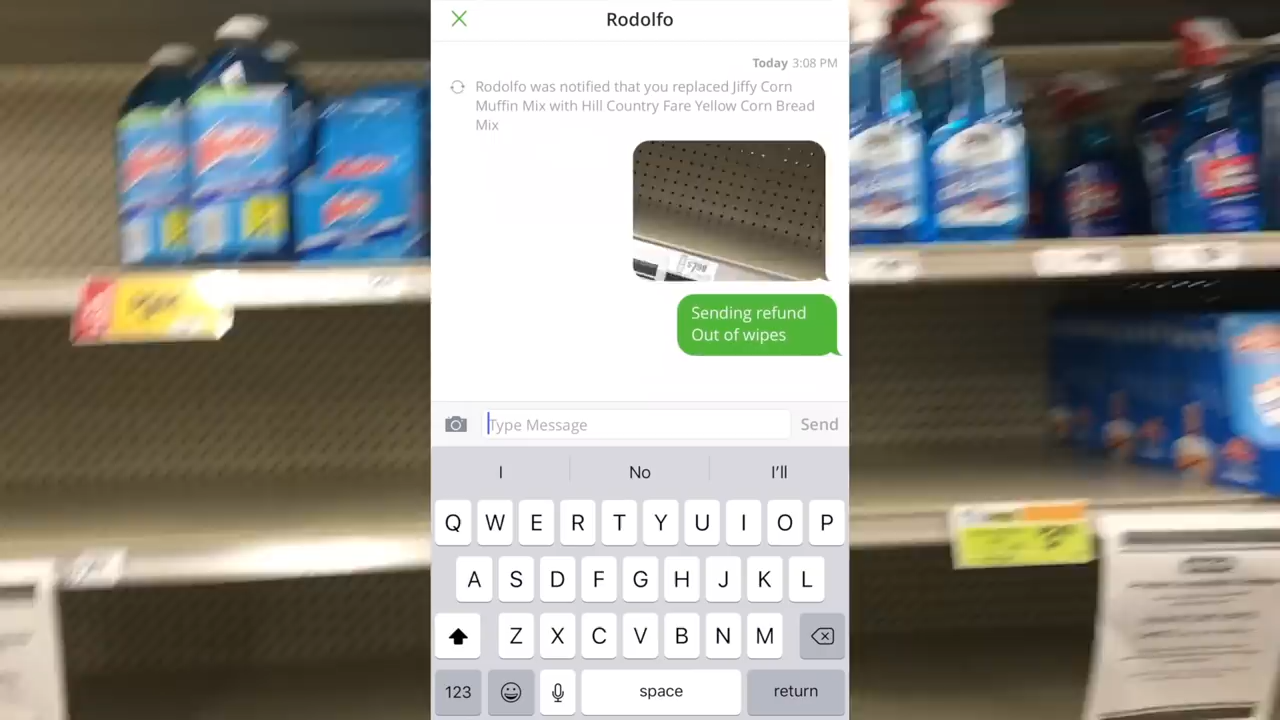 Rodolfo
Today 3:08 PM
Rodolfo was notified that you replaced Jiffy Corn
Muffin Mix with Hill Country Fare Yellow Corn Bread
Mix
Sending refund
Out of wipes
Type Message
Send
I
No
I'll
Q W E R T Y U I O P
A S D F G H J K L
Z X C V B N M
123
space
return